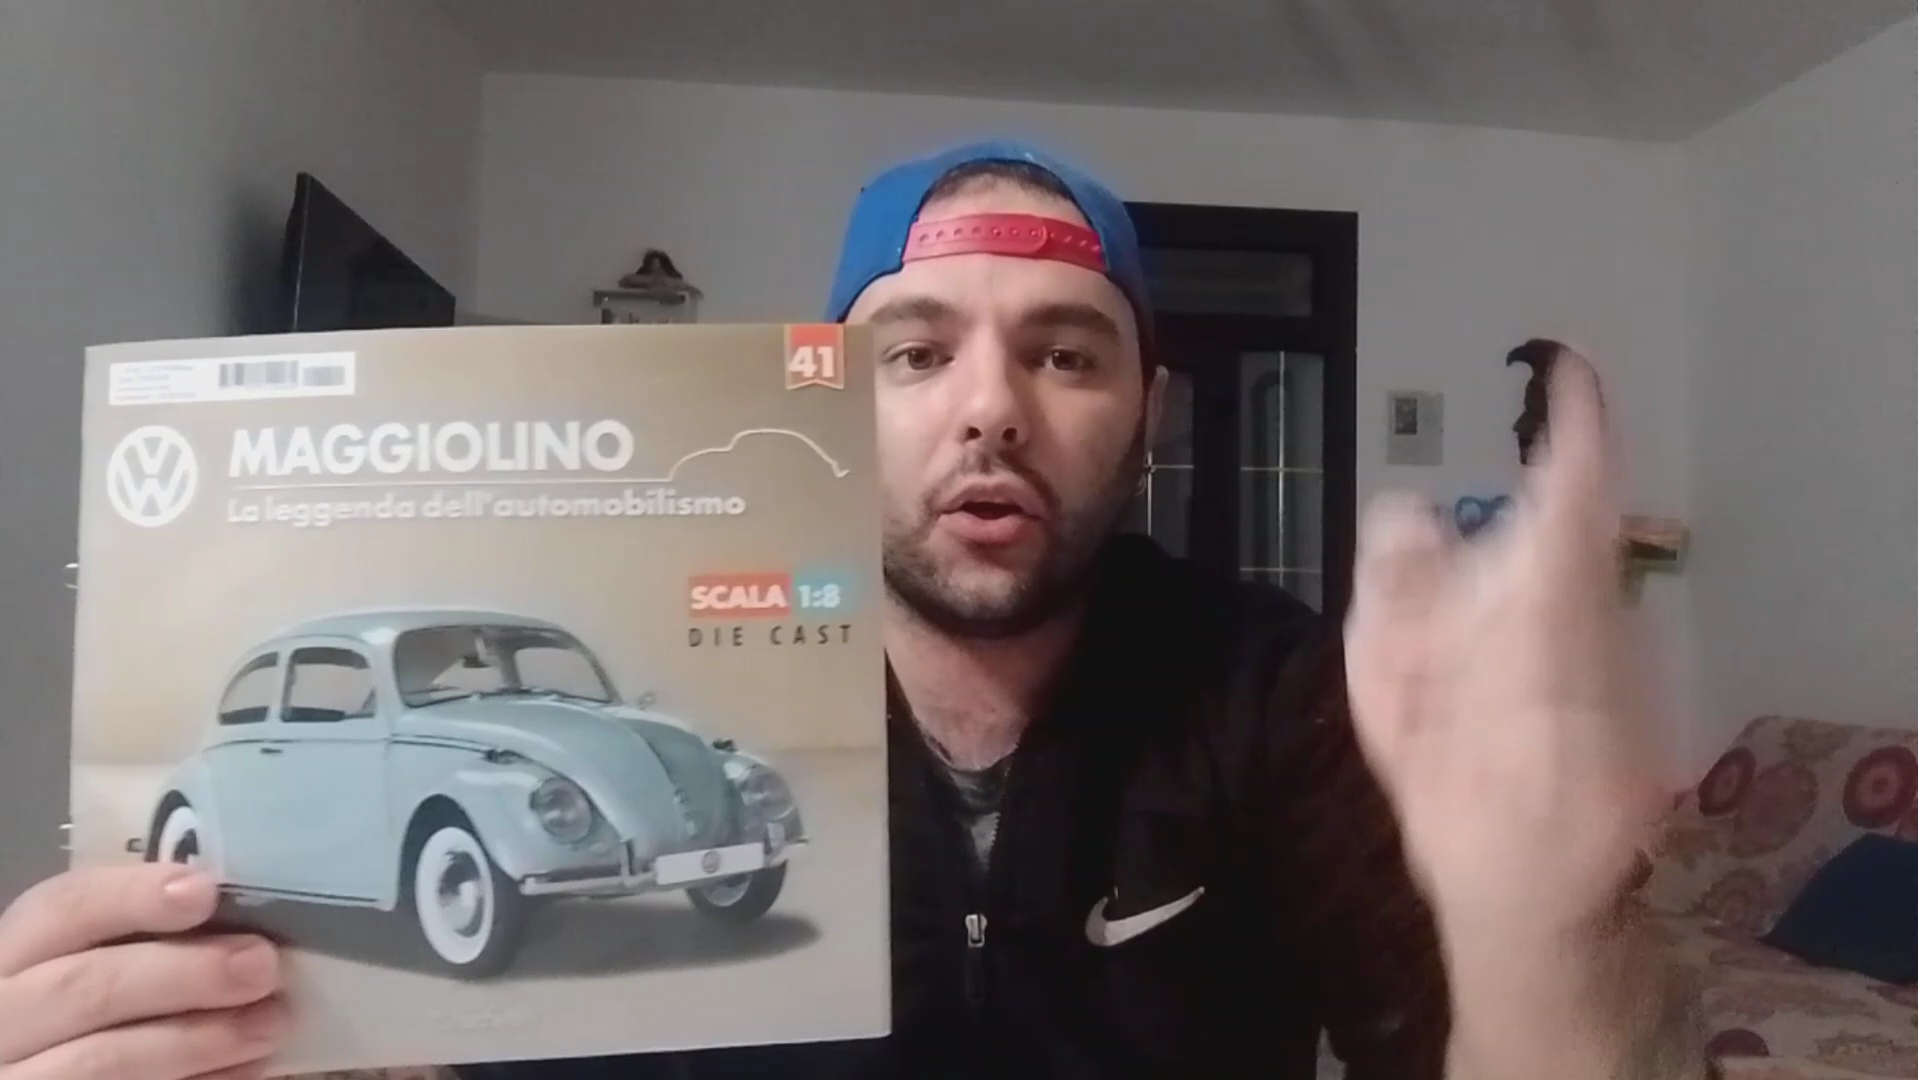 41
MAGGIOLINO
La leggenda dell'automobilismo
SCALA 1:8
DIE CAST